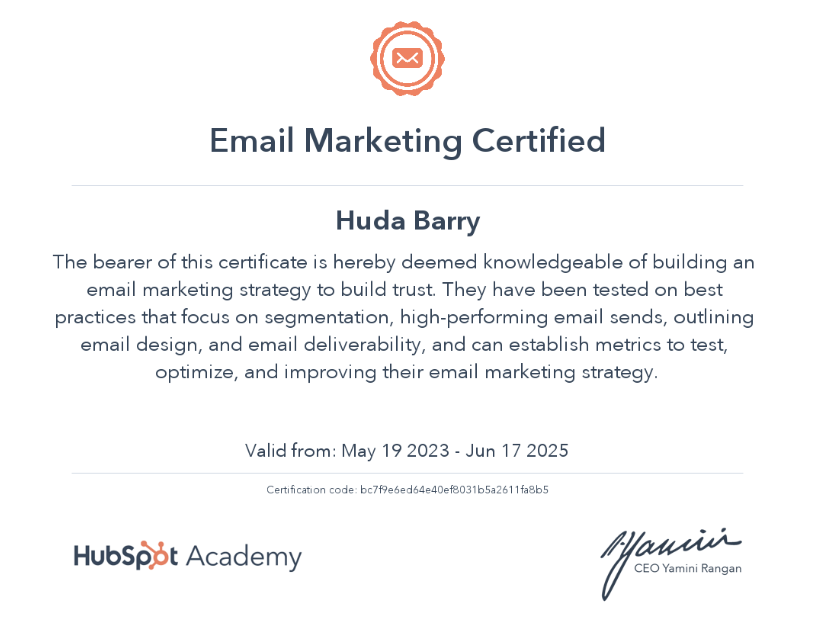 Email Marketing Certified
Huda Barry
The bearer of this certificate is hereby deemed knowledgeable of building an
email marketing strategy to build trust. They have been tested on best
practices that focus on segmentation, high-performing email sends, outlining
email design, and email deliverability, and can establish metrics to test,
optimize, and improving their email marketing strategy.
Valid from: May 19 2023 - Jun 17 2025
Certification code: bc7f9e6ed64e40ef8031b5a2611fa8b5
HubSpot Academy
Yamini
CEO Yamini Rangan